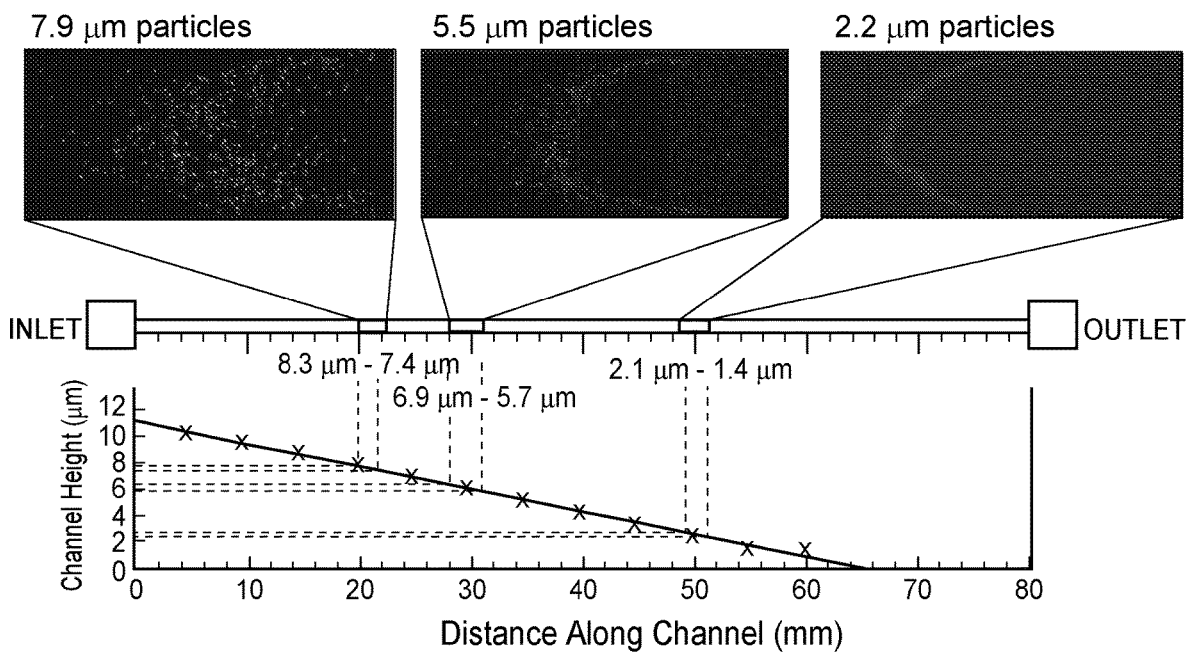 7.9 μm particles
5.5 μm particles
2.2 μm particles
INLET
OUTLET
8.3 μm - 7.4 μm
6.9 μm - 5.7 μm
2.1 μm - 1.4 μm
Channel Height (μm)
12
10
8
6
4
2
0
0 10 20 30 40 50 60 70 80
Distance Along Channel (mm)